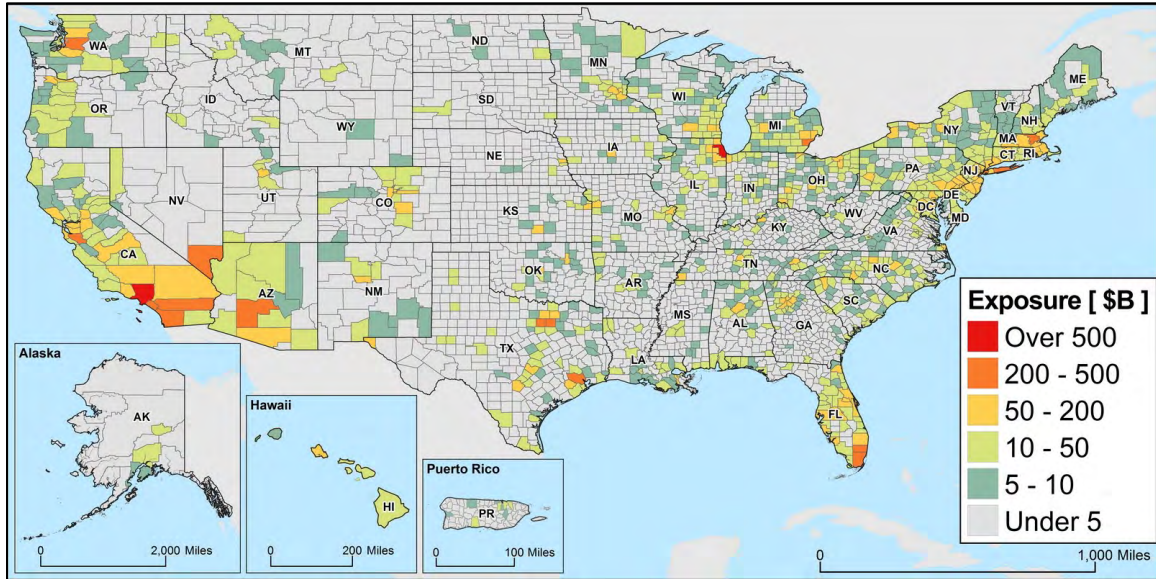 WA
MT
ND
MN
ME
OR
ID
SD
WI
MI
VT
NH
NY
MA
WY
CT
RI
NE
IA
PA
NJ
NV
UT
CO
IL
IN
OH
DE
DC
MD
WV
KS
MO
KY
VA
CA
AZ
NM
OK
AR
TN
NC
SC
MS
AL
GA
TX
LA
FL
Alaska
AK
0
2,000 Miles
Hawaii
HI
0
200 Miles
Puerto Rico
PR
0
100 Miles
Exposure [ $B ]
Over 500
200 - 500
50 - 200
10 - 50
5 - 10
Under 5
0
1,000 Miles